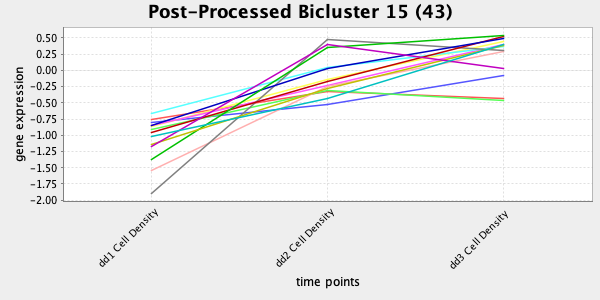 Post-Processed Bicluster 15 (43)
gene expression
0.50
0.25
0.00
-0.25
-0.50
-0.75
-1.00
-1.25
-1.50
-1.75
-2.00
dd1 Cell Density
dd2 Cell Density
dd3 Cell Density
time points